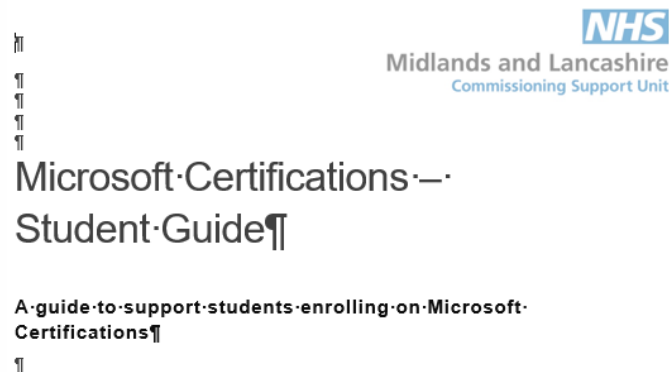 NHS
Midlands and Lancashire
Commissioning Support Unit
Microsoft Certifications –
Student Guide
A guide to support students enrolling on Microsoft
Certifications